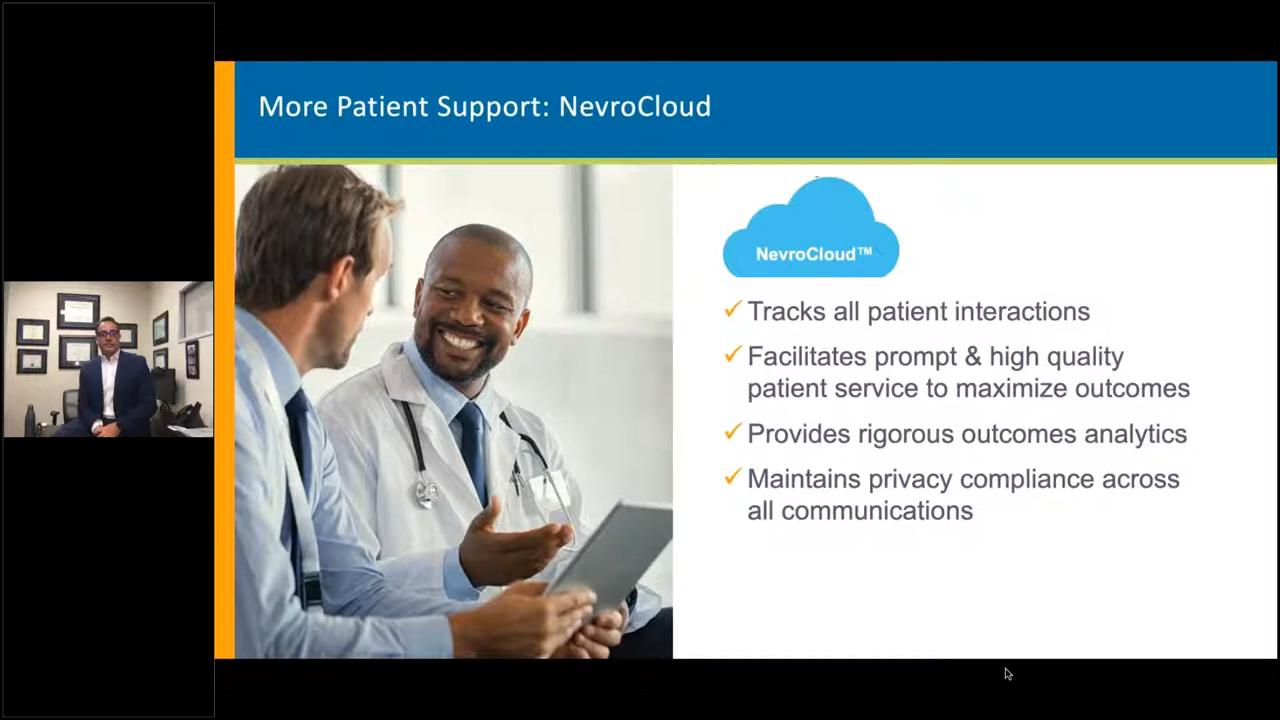 More Patient Support: NevroCloud
NevroCloud™
✓ Tracks all patient interactions
✓ Facilitates prompt & high quality
patient service to maximize outcomes
✓ Provides rigorous outcomes analytics
✓ Maintains privacy compliance across
all communications